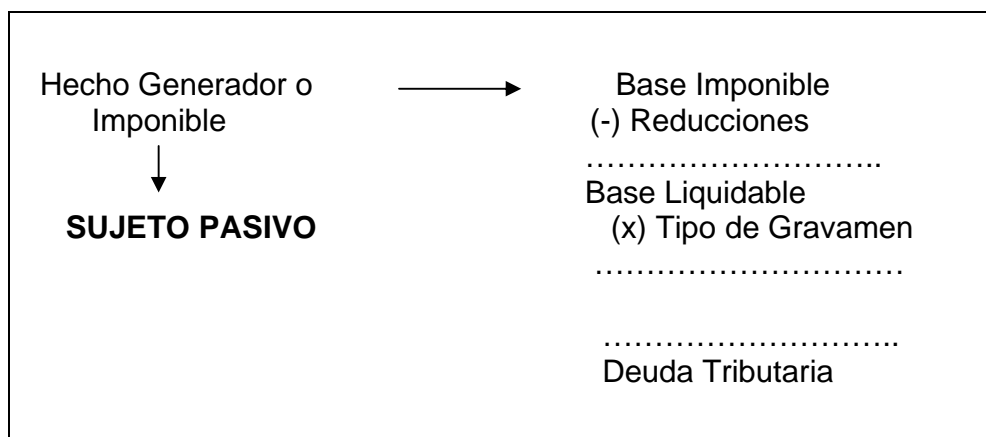 Hecho Generador o
Imponible
SUJETO PASIVO
Base Imponible
(-) Reducciones
…………………………..
Base Liquidable
(x) Tipo de Gravamen
……………………………
…………………………..
Deuda Tributaria